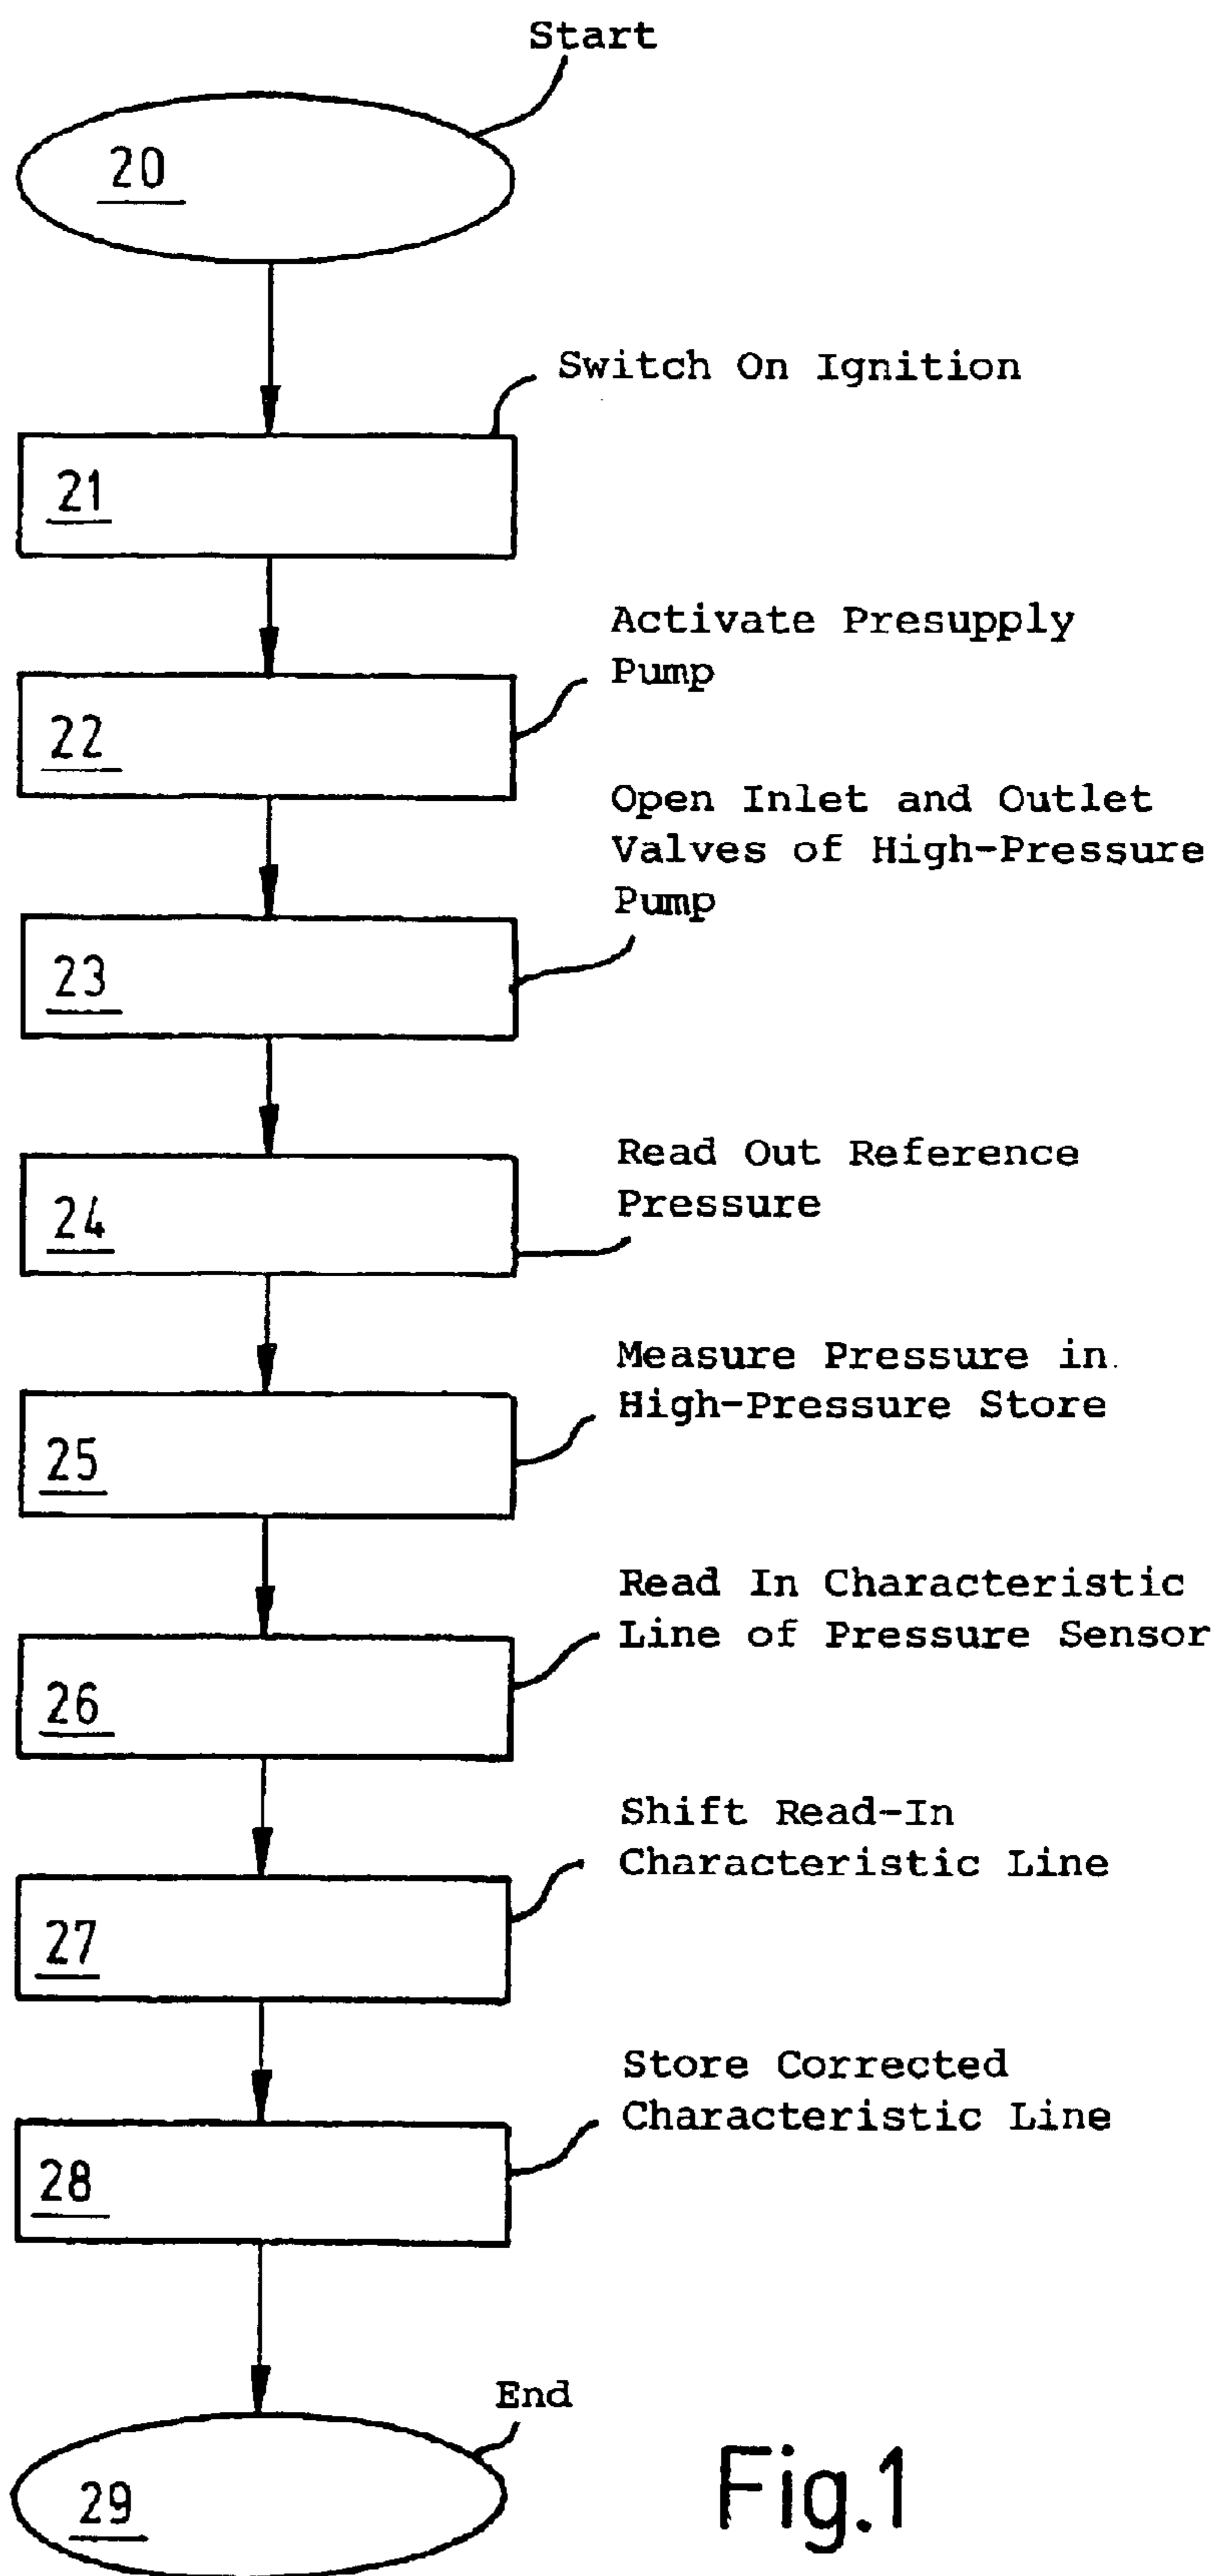 Start
20
Switch On Ignition
21
Activate Presupply
Pump
22
Open Inlet and Outlet
Valves of High-Pressure
Pump
23
Read Out Reference
Pressure
24
Measure Pressure in
High-Pressure Store
25
Read In Characteristic
Line of Pressure Sensor
26
Shift Read-In
Characteristic Line
27
Store Corrected
Characteristic Line
28
End
29
Fig.1